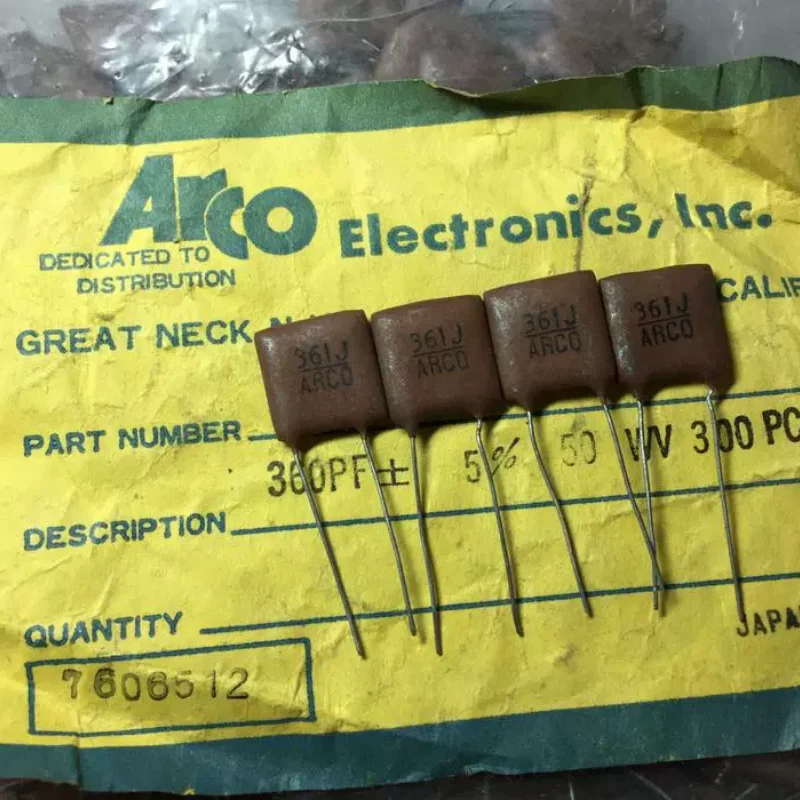 Arco Electronics, Inc.
DEDICATED TO
DISTRIBUTION
GREAT NECK
CALIF
361J
ARCO
361J
ARCO
361J
ARCO
361J
ARCO
PART NUMBER
360PF± 5% 50 WV 300 PC
DESCRIPTION
QUANTITY
JAPA
7606512